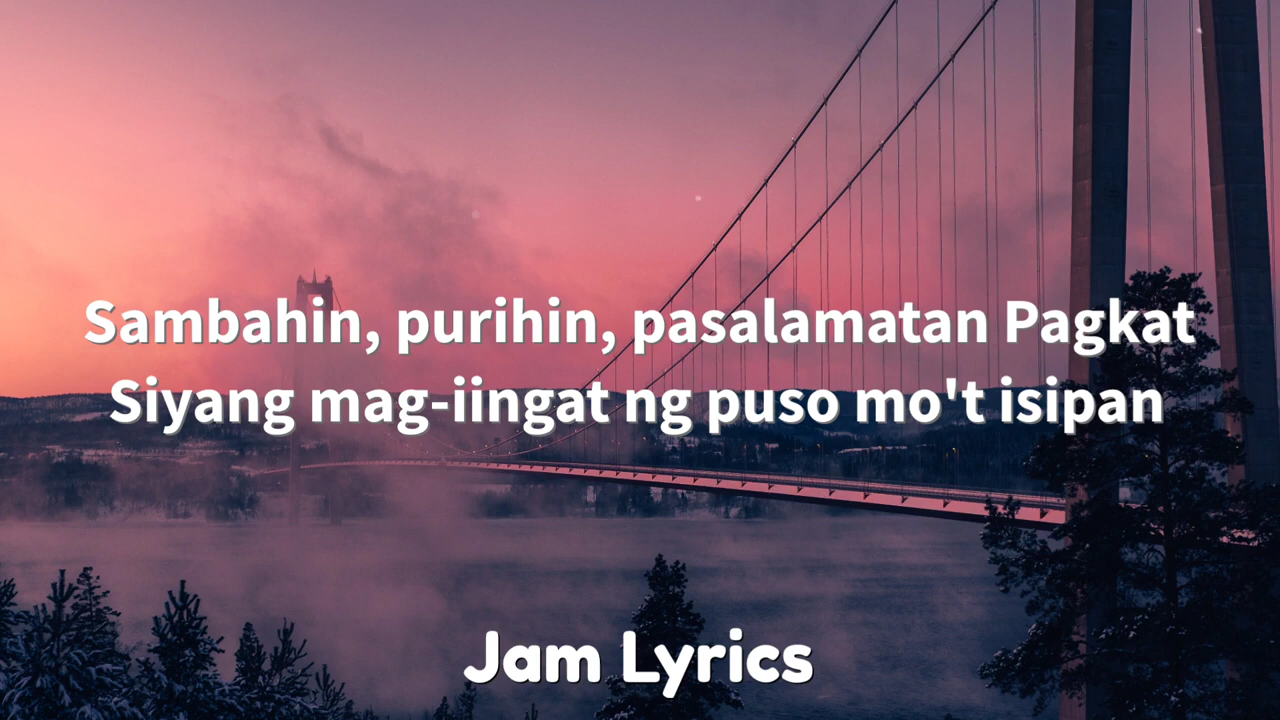 Sambahin, purihin, pasalamatan Pagkat
Siyang mag-iingat ng puso mo't isipan
Jam Lyrics